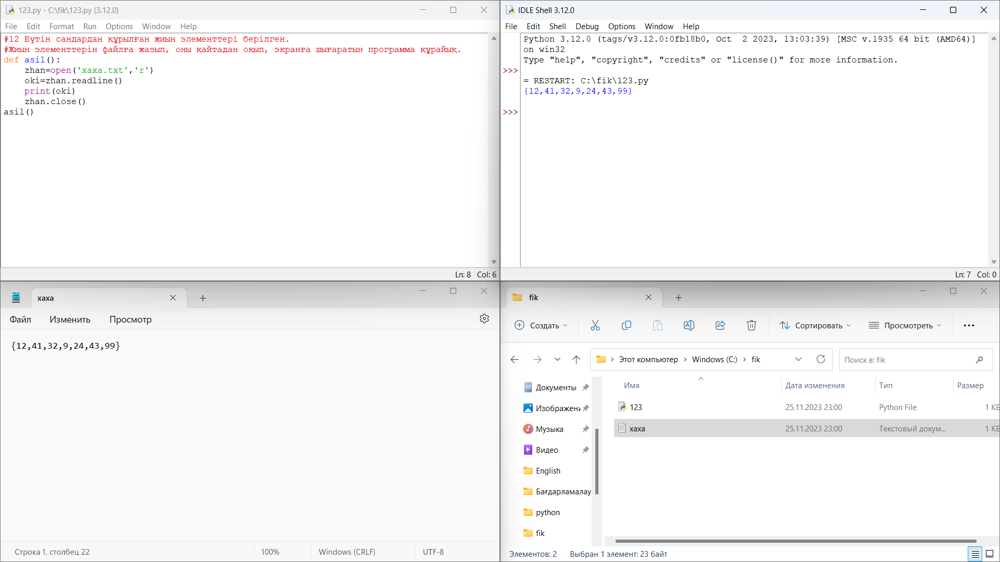 123.py - C:\fik\123.py (3.12.0)
File Edit Format Run Options Window Help
#12 Бүтін сандардан құрылған жиын элементтері берілген.
#Жиын элементтерін файлға жазып, оны қайтадан оқып, экранға шығаратын программа құрайық.
def asil():
    zhan=open('xaxa.txt','r')
    oki=zhan.readline()
    print(oki)
    zhan.close()
asil()
Ln: 8 Col: 6
IDLE Shell 3.12.0
File Edit Shell Debug Options Window Help
Python 3.12.0 (tags/v3.12.0:0fb18b0, Oct  2 2023, 13:03:39) [MSC v.1935 64 bit (AMD64)]
on win32
Type "help", "copyright", "credits" or "license()" for more information.
>>>
= RESTART: C:\fik\123.py
{12,41,32,9,24,43,99}
>>>
Ln: 7 Col: 0
xaxa
Файл Изменить Просмотр
{12,41,32,9,24,43,99}
Строка 1, столбец 22 100% Windows (CRLF) UTF-8
fik
Создать Сортировать Просмотреть
Этот компьютер Windows (C:) fik Поиск в: fik
Имя Дата изменения Тип Размер
123 25.11.2023 23:00 Python File 1 КБ
xaxa 25.11.2023 23:00 Текстовый докум... 1 КБ
Документы
Изображени
Музыка
Видео
English
Бағдарламалау
python
fik
Элементов: 2 Выбран 1 элемент: 23 байт